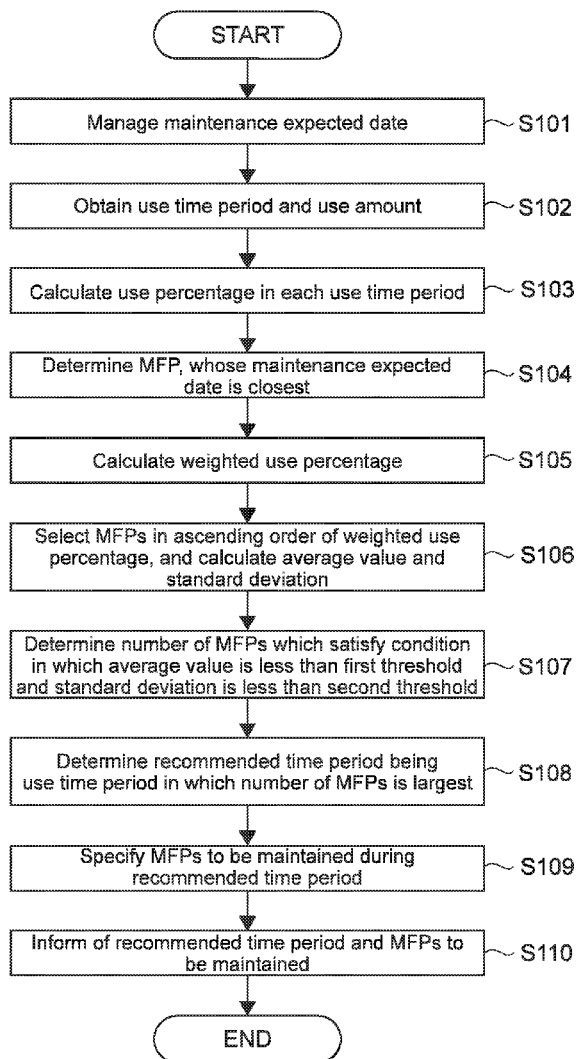 START
Manage maintenance expected date
S101
Obtain use time period and use amount
S102
Calculate use percentage in each use time period
S103
Determine MFP, whose maintenance expected
date is closest
S104
Calculate weighted use percentage
S105
Select MFPs in ascending order of weighted use
percentage, and calculate average value and
standard deviation
S106
Determine number of MFPs which satisfy condition
in which average value is less than first threshold
and standard deviation is less than second threshold
S107
Determine recommended time period being
use time period in which number of MFPs is largest
S108
Specify MFPs to be maintained during
recommended time period
S109
Inform of recommended time period and MFPs to
be maintained
S110
END